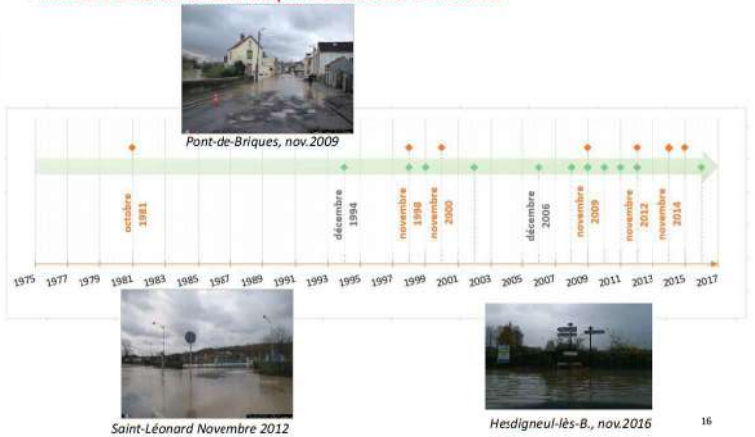 Pont-de-Briques, nov.2009
octobre
1981
décembre
1994
novembre
1998
novembre
2000
décembre
2006
novembre
2009
novembre
2012
novembre
2014
1975 1977 1979 1981 1983 1985 1987 1989 1991 1993 1995 1997 1999 2001 2003 2005 2007 2009 2011 2013 2015 2017
Saint-Léonard Novembre 2012
Hesdigneul-lès-B., nov.2016
16